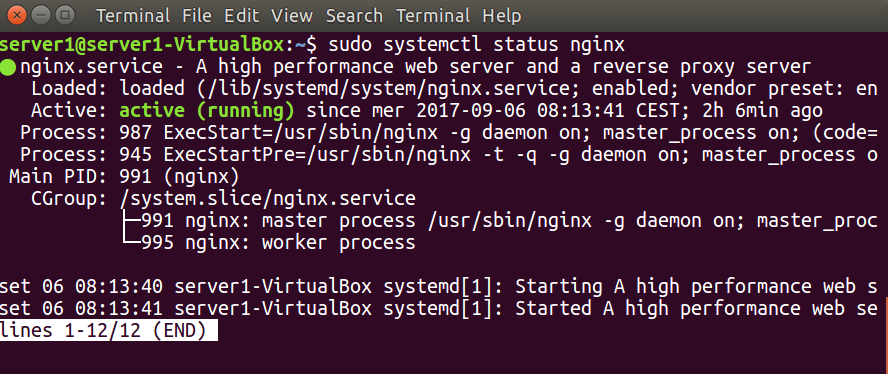 Terminal File Edit View Search Terminal Help
server1@server1-VirtualBox:~$ sudo systemctl status nginx
● nginx.service - A high performance web server and a reverse proxy server
   Loaded: loaded (/lib/systemd/system/nginx.service; enabled; vendor preset: en
   Active: active (running) since mer 2017-09-06 08:13:41 CEST; 2h 6min ago
  Process: 987 ExecStart=/usr/sbin/nginx -g daemon on; master_process on; (code=
  Process: 945 ExecStartPre=/usr/sbin/nginx -t -q -g daemon on; master_process o
 Main PID: 991 (nginx)
   CGroup: /system.slice/nginx.service
           ├─991 nginx: master process /usr/sbin/nginx -g daemon on; master_proc
           └─995 nginx: worker process
set 06 08:13:40 server1-VirtualBox systemd[1]: Starting A high performance web s
set 06 08:13:41 server1-VirtualBox systemd[1]: Started A high performance web se
lines 1-12/12 (END)